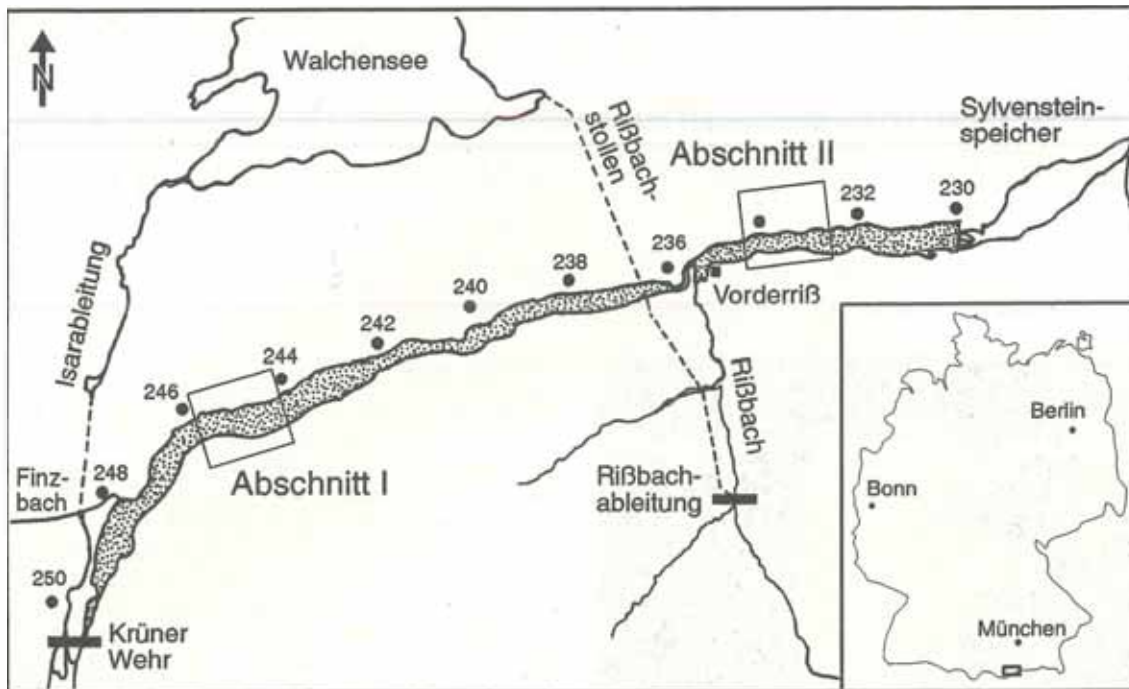 N
Walchensee
Rißbach-
stollen
Sylvenstein-
speicher
Abschnitt II
232
230
236
238
Vorderriß
240
Isarableitung
242
244
246
Rißbach
Abschnitt I
Finz-
bach
248
Rißbach-
ableitung
250
Krüner
Wehr
Berlin
Bonn
München